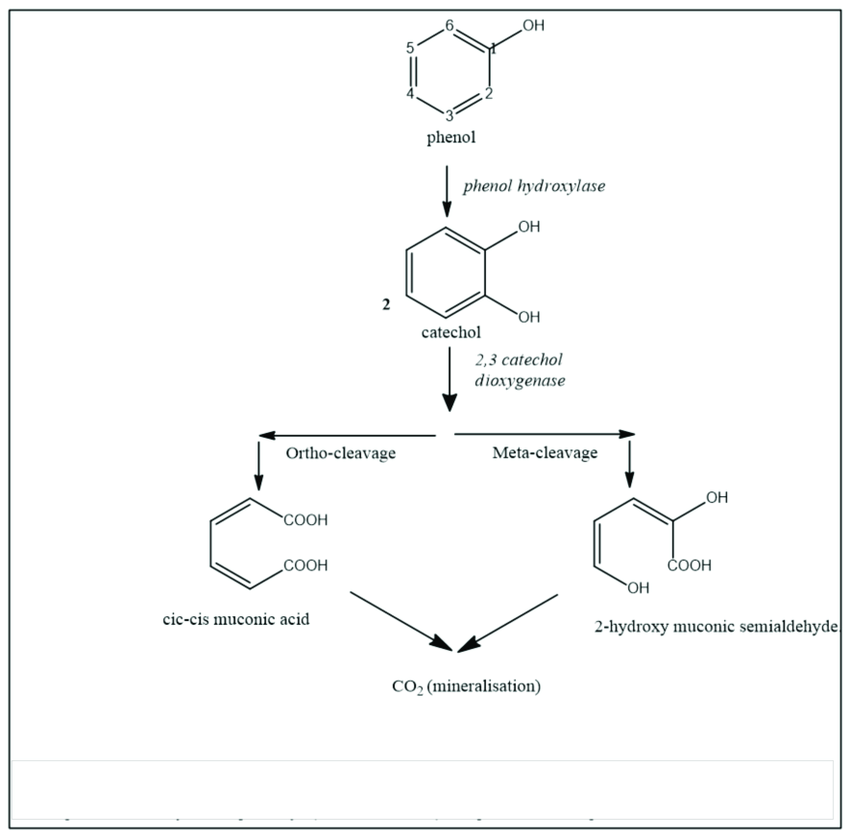 6
OH
5
1
4
2
3
phenol
phenol hydroxylase
OH
2
OH
catechol
2,3 catechol
dioxygenase
Ortho-cleavage
Meta-cleavage
OH
COOH
COOH
COOH
OH
cic-cis muconic acid
2-hydroxy muconic semialdehyde
CO₂ (mineralisation)